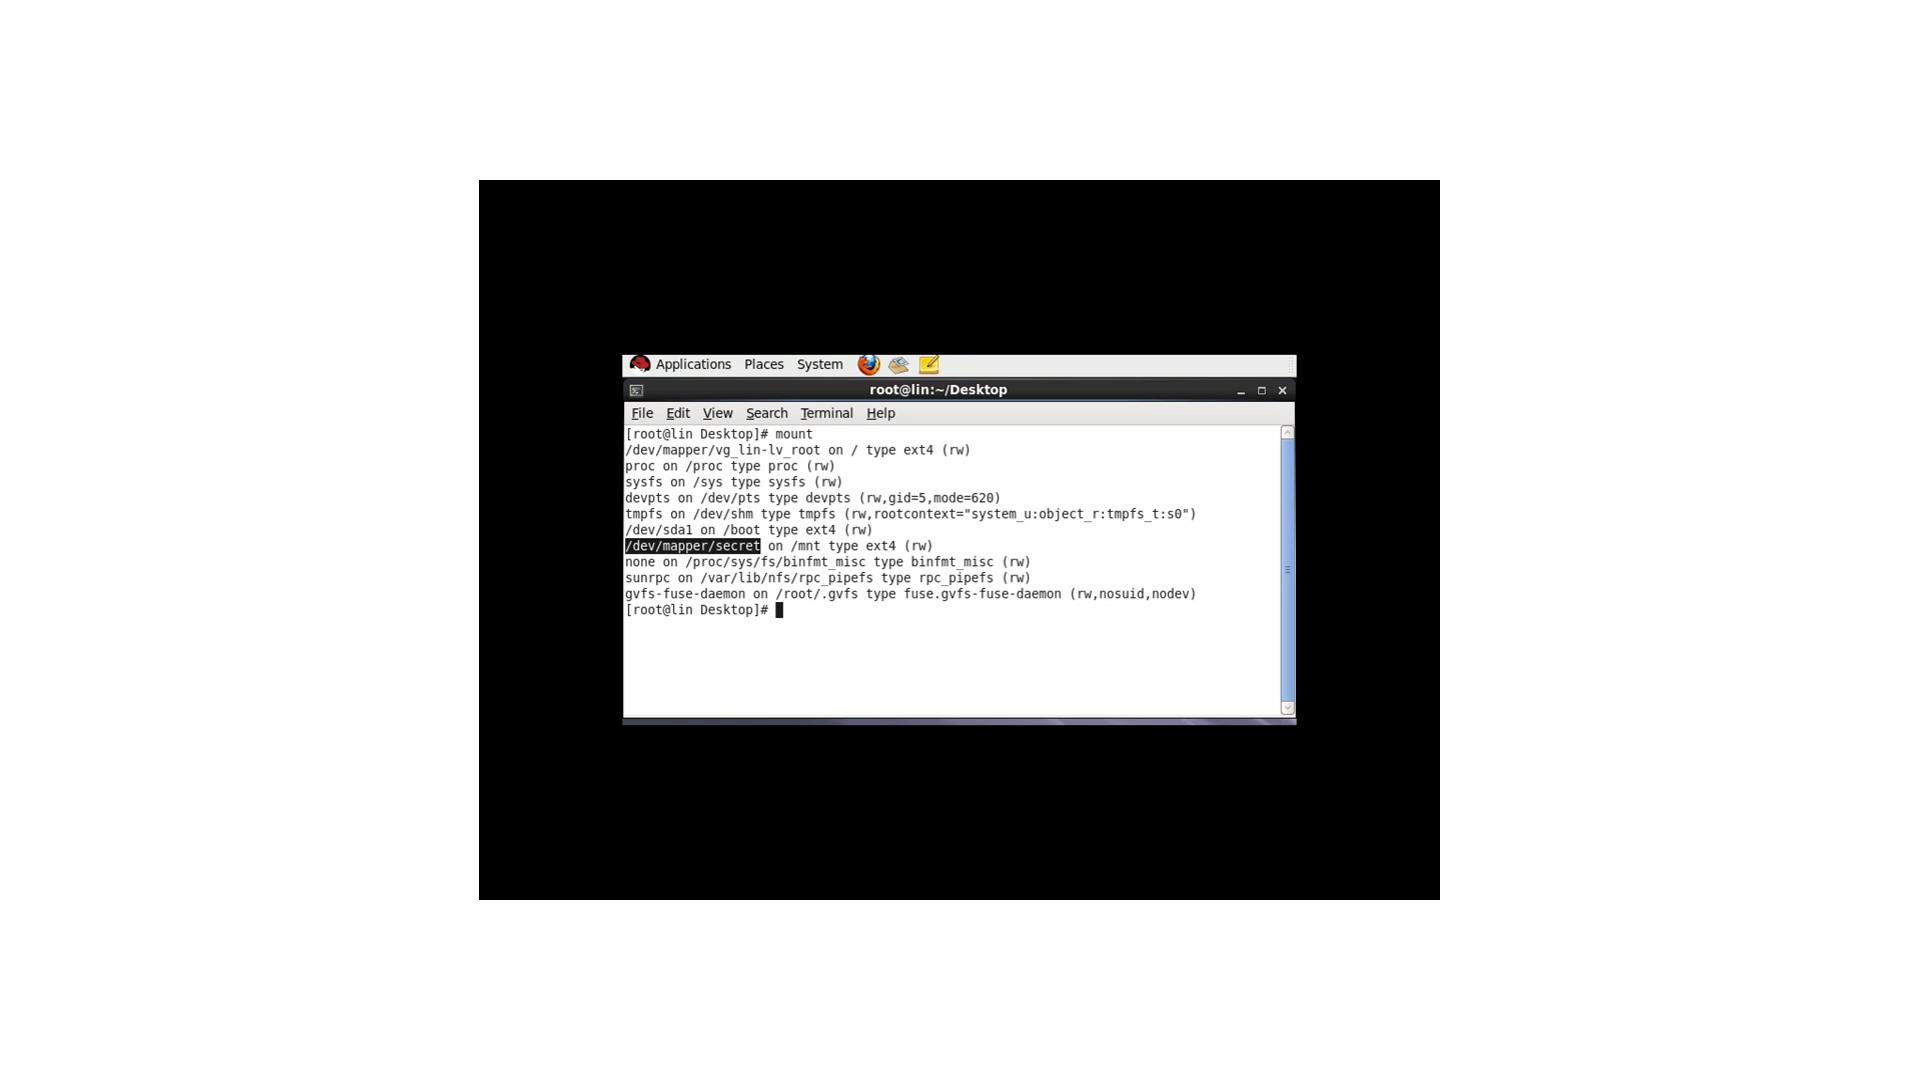 Applications Places System
root@lin:~/Desktop
File Edit View Search Terminal Help
[root@lin Desktop]# mount
/dev/mapper/vg_lin-lv_root on / type ext4 (rw)
proc on /proc type proc (rw)
sysfs on /sys type sysfs (rw)
devpts on /dev/pts type devpts (rw,gid=5,mode=620)
tmpfs on /dev/shm type tmpfs (rw,rootcontext="system_u:object_r:tmpfs_t:s0")
/dev/sda1 on /boot type ext4 (rw)
/dev/mapper/secret on /mnt type ext4 (rw)
none on /proc/sys/fs/binfmt_misc type binfmt_misc (rw)
sunrpc on /var/lib/nfs/rpc_pipefs type rpc_pipefs (rw)
gvfs-fuse-daemon on /root/.gvfs type fuse.gvfs-fuse-daemon (rw,nosuid,nodev)
[root@lin Desktop]#